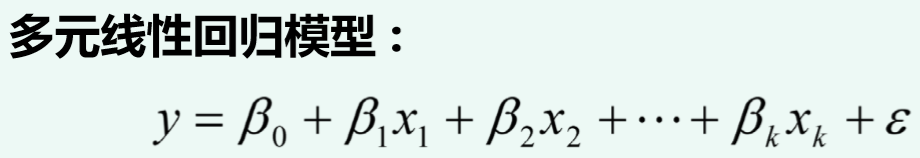 多元线性回归模型：
y = β₀ + β₁x₁ + β₂x₂ + ⋯ + βₖxₖ + ε